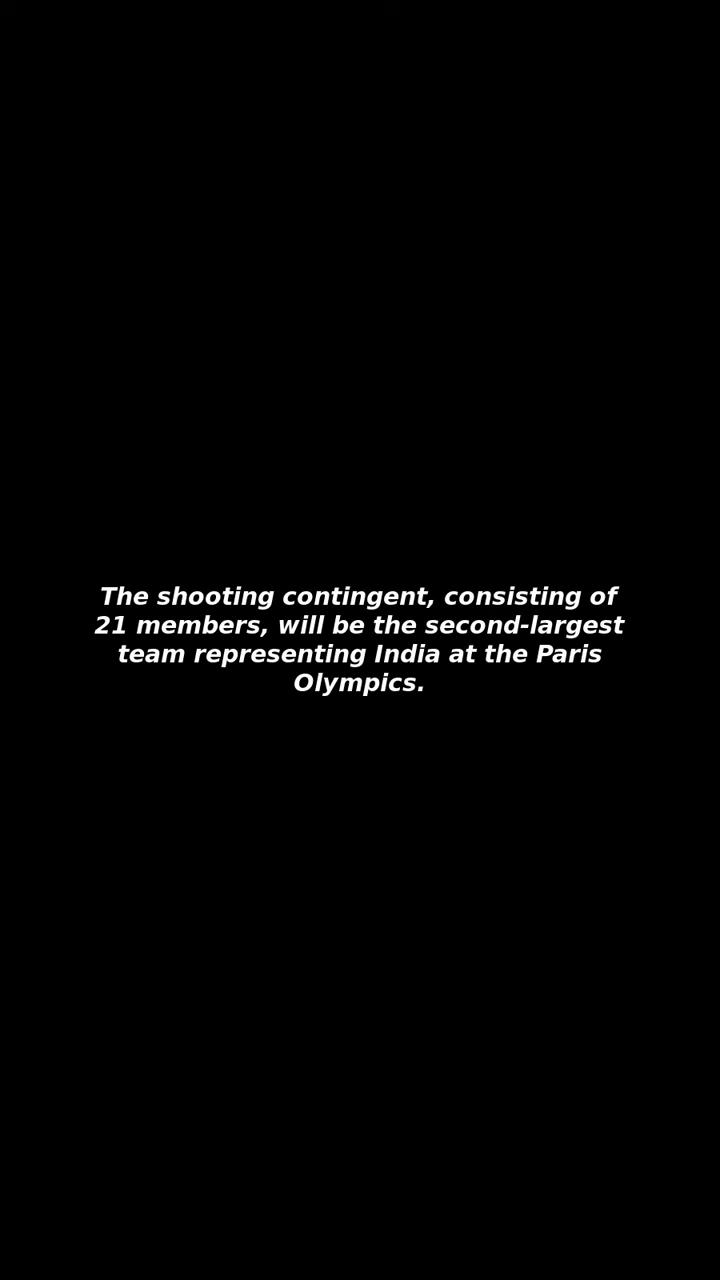 The shooting contingent, consisting of
21 members, will be the second-largest
team representing India at the Paris
Olympics.